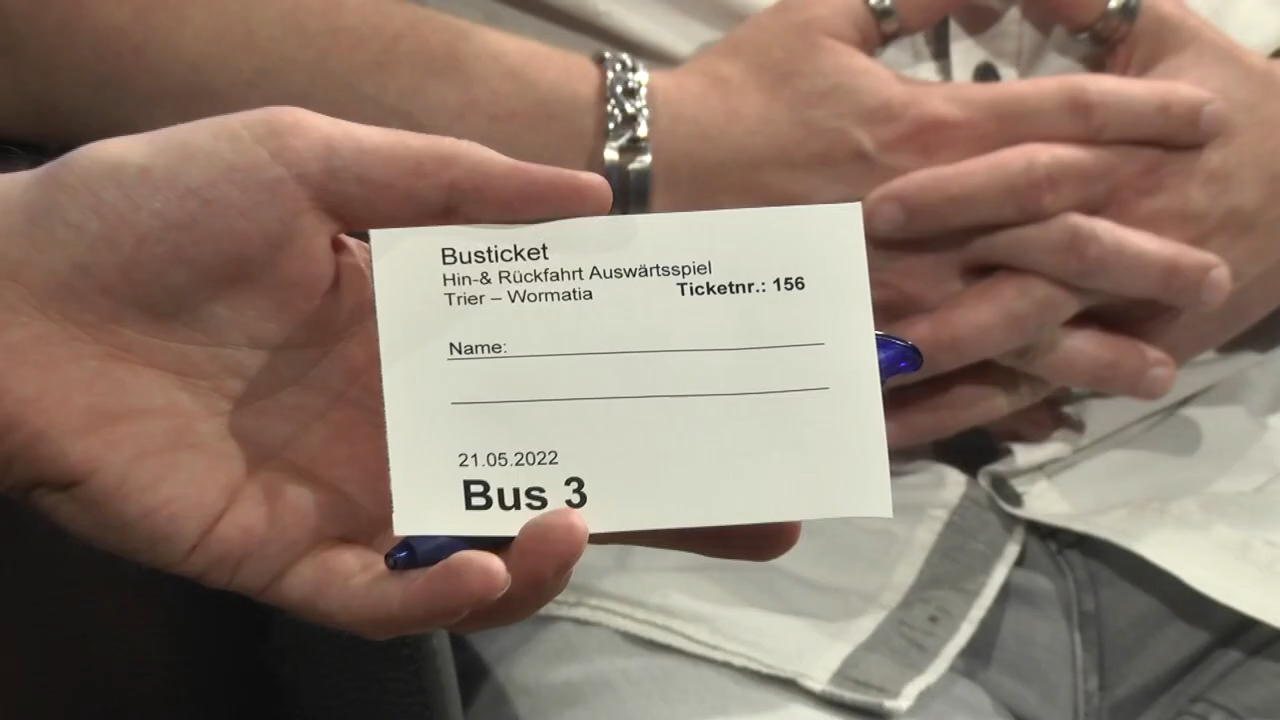 Busticket
Hin-& Rückfahrt Auswärtsspiel
Trier – Wormatia
Ticketnr.: 156
Name:
21.05.2022
Bus 3